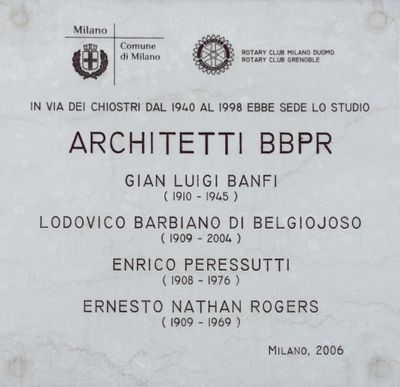 Milano
Comune
di Milano
ROTARY CLUB MILANO DUOMO
ROTARY CLUB GRENOBLE
IN VIA DEI CHIOSTRI DAL 1940 AL 1998 EBBE SEDE LO STUDIO
ARCHITETTI BBPR
GIAN LUIGI BANFI
( 1910 - 1945 )
LODOVICO BARBIANO DI BELGIOJOSO
( 1909 - 2004 )
ENRICO PERESSUTTI
( 1908 - 1976 )
ERNESTO NATHAN ROGERS
( 1909 - 1969 )
MILANO, 2006